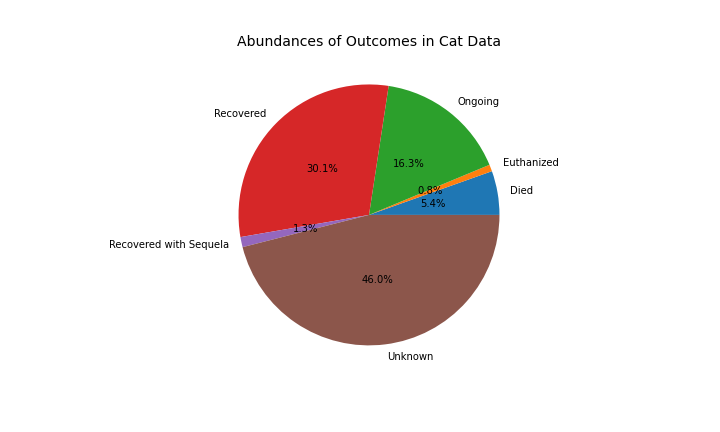 Abundances of Outcomes in Cat Data
Recovered
Ongoing
Euthanized
Died
30.1%
16.3%
0.8%
5.4%
1.3%
Recovered with Sequela
46.0%
Unknown